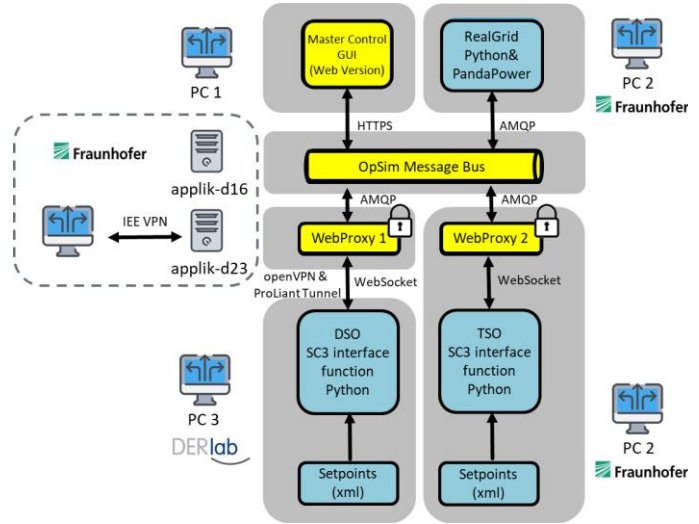 Master Control
GUI
(Web Version)
RealGrid
Python&
PandaPower
PC 1
PC 2
Fraunhofer
HTTPS
AMQP
OpSim Message Bus
Fraunhofer
applik-d16
IEE VPN
applik-d23
AMQP
AMQP
WebProxy 1
WebProxy 2
openVPN &
ProLiant Tunnel
WebSocket
WebSocket
DSO
SC3 interface
function
Python
TSO
SC3 interface
function
Python
PC 3
DERlab
PC 2
Fraunhofer
Setpoints
(xml)
Setpoints
(xml)